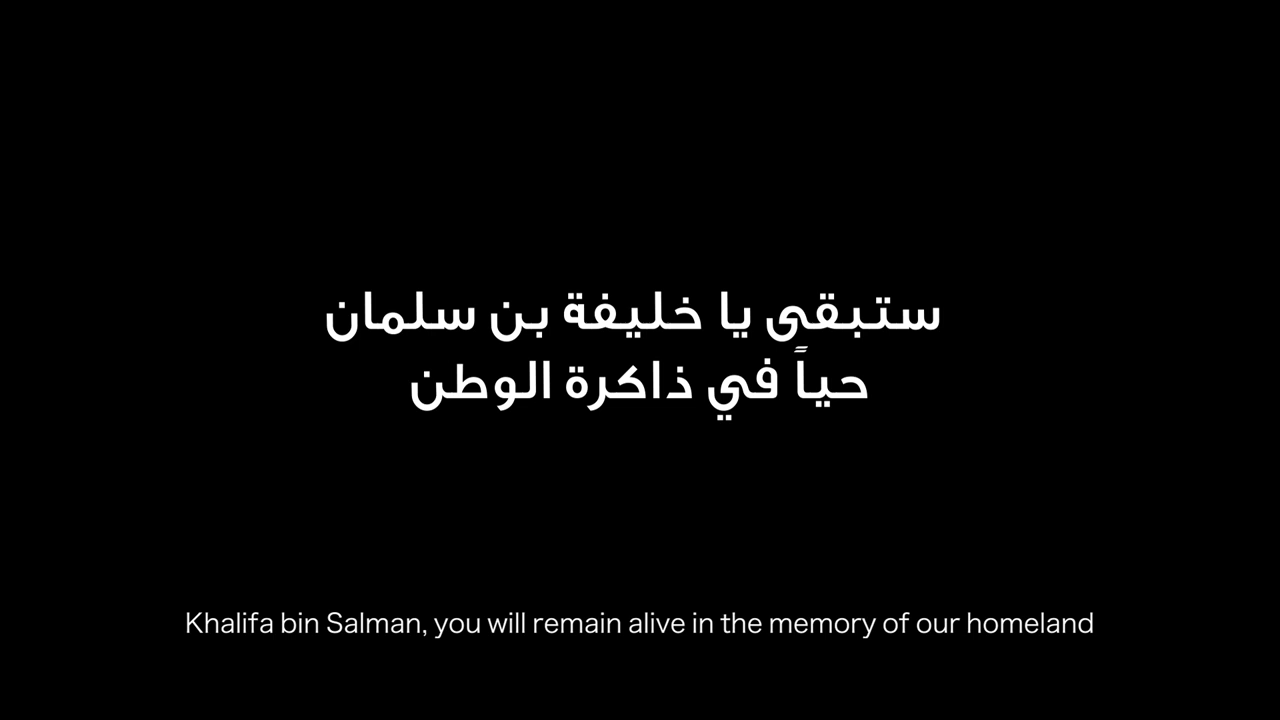 ستبقى يا خليفة بن سلمان
حياً في ذاكرة الوطن
Khalifa bin Salman, you will remain alive in the memory of our homeland